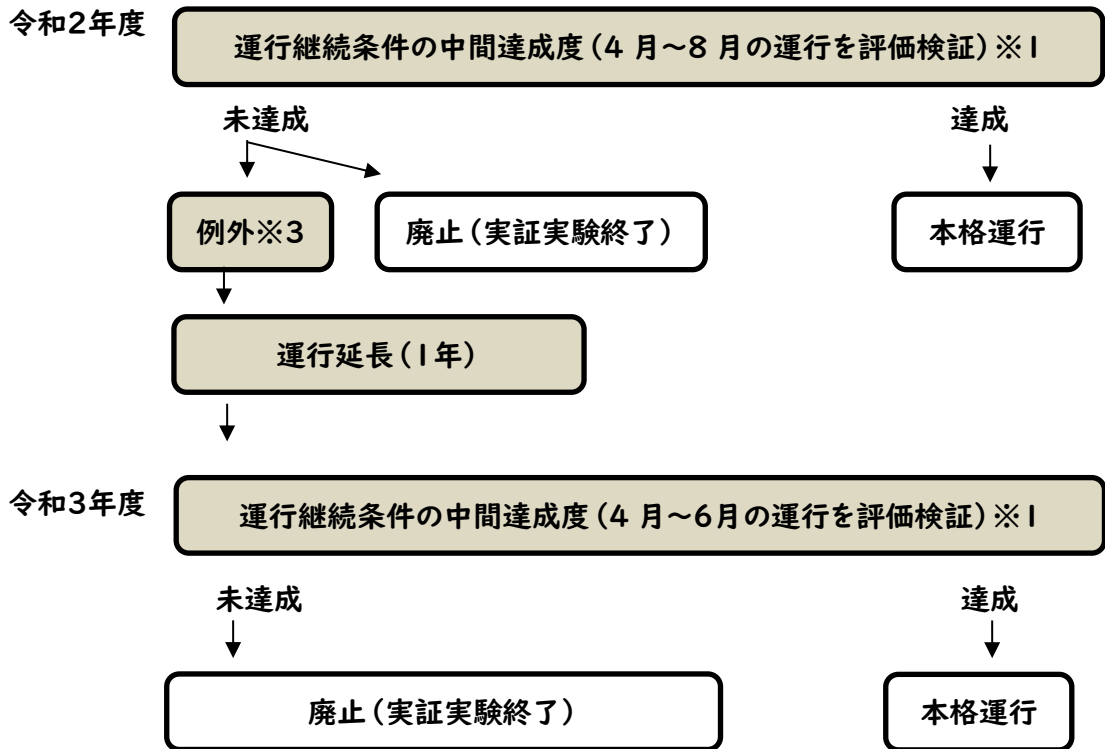 令和2年度
運行継続条件の中間達成度(4月~8月の運行を評価検証)※1
未達成
達成
例外※3
廃止(実証実験終了)
本格運行
運行延長(1年)
令和3年度
運行継続条件の中間達成度(4月~6月の運行を評価検証)※1
未達成
達成
廃止(実証実験終了)
本格運行